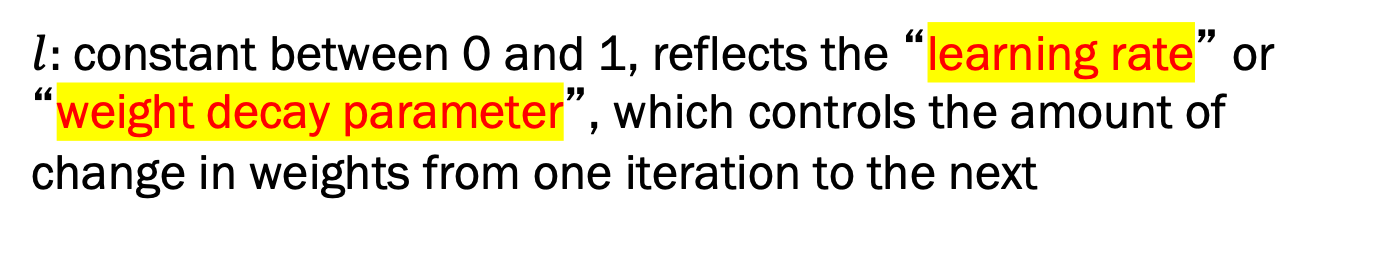 l: constant between 0 and 1, reflects the “learning rate” or
“weight decay parameter”, which controls the amount of
change in weights from one iteration to the next